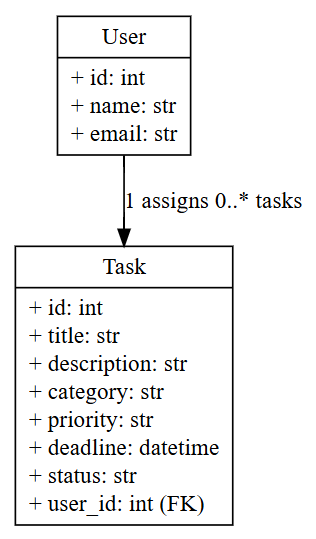 User
+ id: int
+ name: str
+ email: str
1 assigns 0..* tasks
Task
+ id: int
+ title: str
+ description: str
+ category: str
+ priority: str
+ deadline: datetime
+ status: str
+ user_id: int (FK)